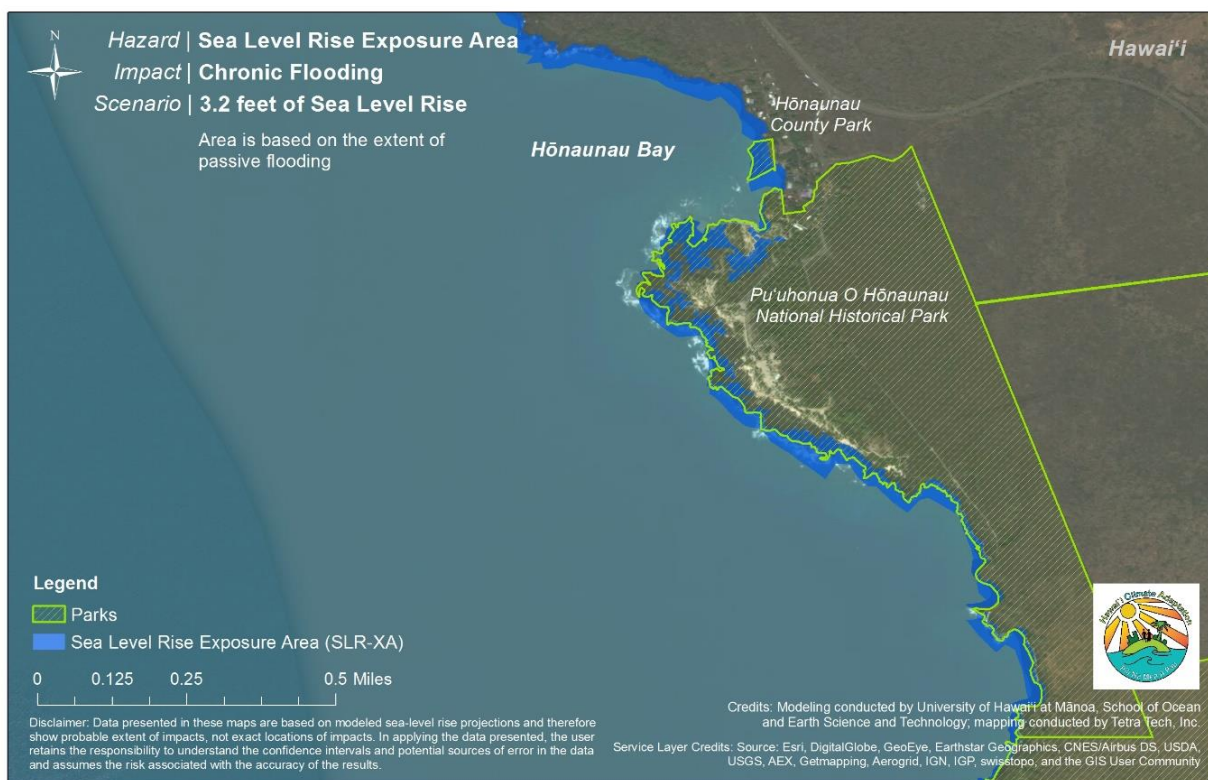 N
Hazard | Sea Level Rise Exposure Area
Impact | Chronic Flooding
Scenario | 3.2 feet of Sea Level Rise
Area is based on the extent of
passive flooding
Hawaiʻi
Hōnaunau
County Park
Hōnaunau Bay
Puʻuhonua O Hōnaunau
National Historical Park
Legend
Parks
Sea Level Rise Exposure Area (SLR-XA)
0 0.125 0.25 0.5 Miles
Disclaimer: Data presented in these maps are based on modeled sea-level rise projections and therefore
show probable extent of impacts, not exact locations of impacts. In applying the data presented, the user
retains the responsibility to understand the confidence intervals and potential sources of error in the data
and assumes the risk associated with the accuracy of the results.
Hawaiʻi Climate Adaptation
Credits: Modeling conducted by University of Hawaiʻi at Mānoa, School of Ocean
and Earth Science and Technology; mapping conducted by Tetra Tech, Inc.
Service Layer Credits: Source: Esri, DigitalGlobe, GeoEye, Earthstar Geographics, CNES/Airbus DS, USDA,
USGS, AEX, Getmapping, Aerogrid, IGN, IGP, swisstopo, and the GIS User Community